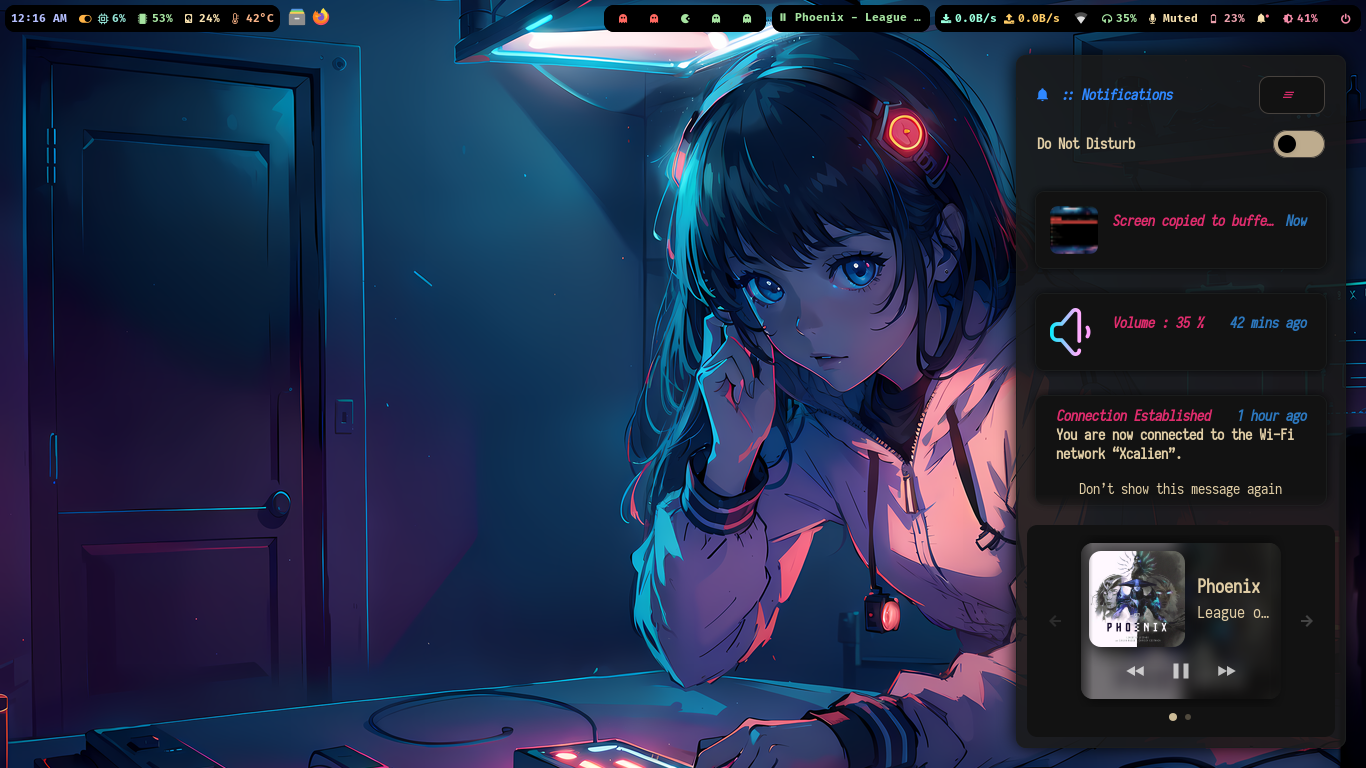 12:16 AM 6% 53% 24% 42°C
Phoenix - League …
0.0B/s 0.0B/s 35% Muted 23% 41%
:: Notifications
Do Not Disturb
Screen copied to buffe… Now
Volume : 35 % 42 mins ago
Connection Established 1 hour ago
You are now connected to the Wi-Fi
network “Xcalien”.
Don’t show this message again
PHOENIX
Phoenix
League o…